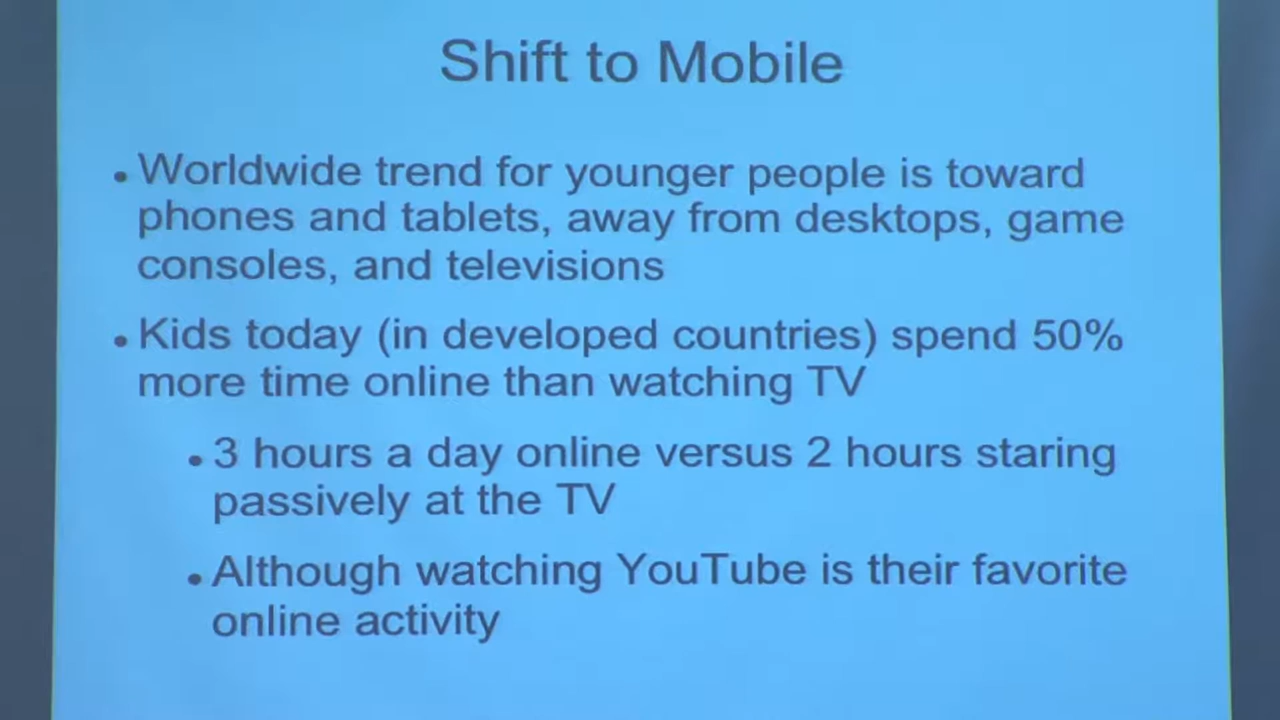 Shift to Mobile
• Worldwide trend for younger people is toward
phones and tablets, away from desktops, game
consoles, and televisions
• Kids today (in developed countries) spend 50%
more time online than watching TV
• 3 hours a day online versus 2 hours staring
passively at the TV
• Although watching YouTube is their favorite
online activity